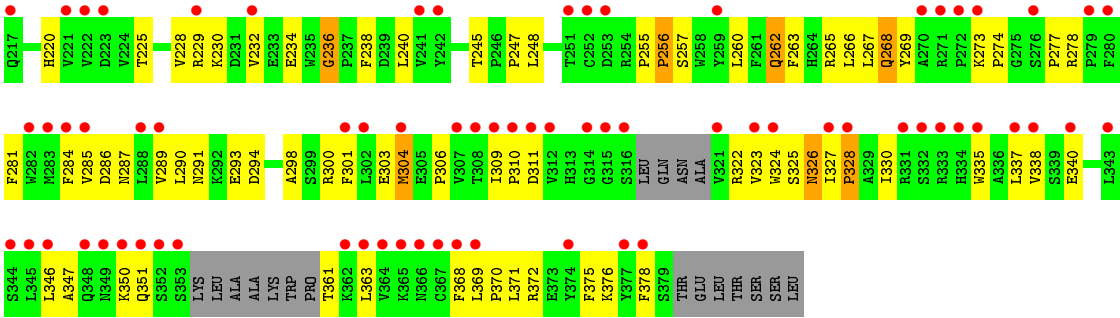 Q217 H220 V221 V222 D223 V224 T225 V228 R229 K230 D231 V232 E233 E234 W235 G236 P237 F238 D239 L240 V241 Y242 T245 P246 P247 L248 T251 C252 D253 R254 P255 P256 S257 W258 Y259 L260 F261 Q262 F263 H264 R265 L266 L267 Q268 Y269 A270 R271 P272 K273 P274 G275 S276 P277 R278 P279 F280
F281 W282 M283 F284 V285 D286 N287 L288 V289 L290 N291 K292 E293 D294 A298 S299 R300 F301 L302 E303 M304 E305 P306 V307 T308 I309 P310 D311 V312 H313 G314 G315 S316 LEU GLN ASN ALA V321 R322 V323 W324 S325 N326 I327 P328 A329 I330 R331 S332 R333 H334 W335 A336 L337 V338 S339 E340 L343
S344 L345 L346 A347 Q348 N349 K350 Q351 S352 S353 LYS LEU ALA ALA LYS TRP PRO T361 K362 L363 V364 K365 N366 C367 F368 L369 P370 L371 R372 E373 Y374 F375 K376 Y377 F378 S379 THR GLU LEU THR SER SER LEU